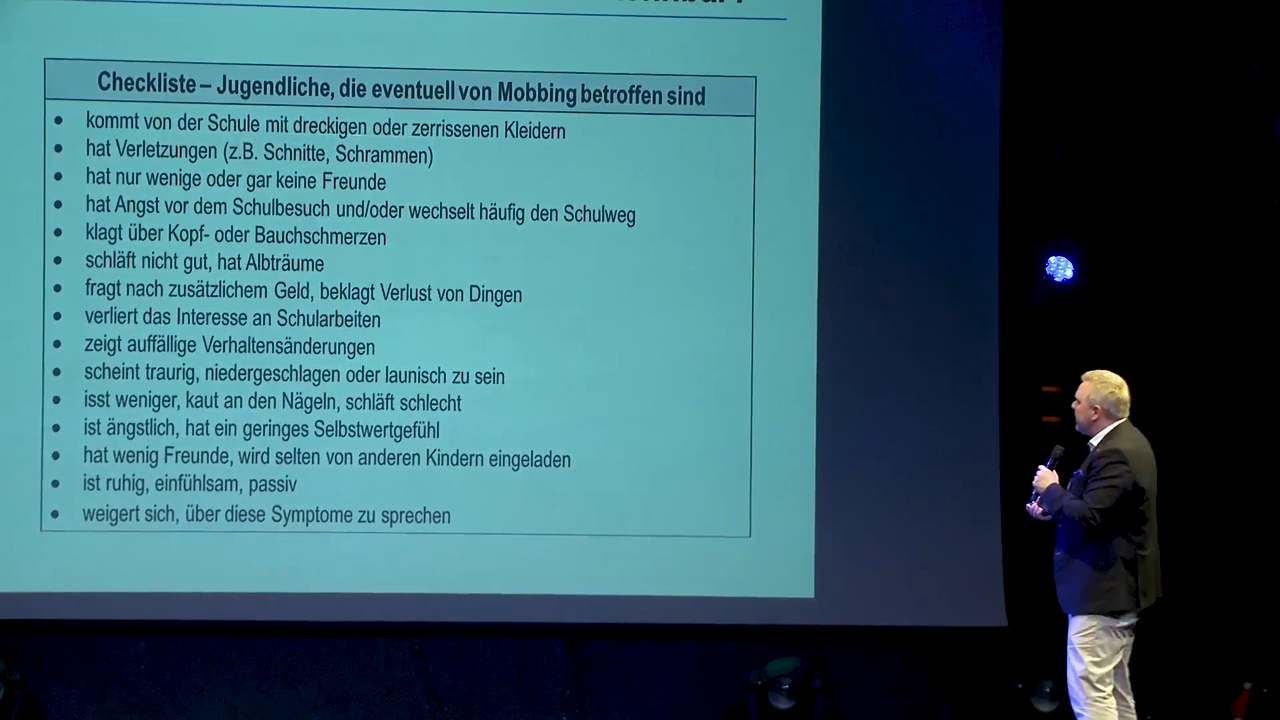 Checkliste – Jugendliche, die eventuell von Mobbing betroffen sind
• kommt von der Schule mit dreckigen oder zerrissenen Kleidern
• hat Verletzungen (z.B. Schnitte, Schrammen)
• hat nur wenige oder gar keine Freunde
• hat Angst vor dem Schulbesuch und/oder wechselt häufig den Schulweg
• klagt über Kopf- oder Bauchschmerzen
• schläft nicht gut, hat Albträume
• fragt nach zusätzlichem Geld, beklagt Verlust von Dingen
• verliert das Interesse an Schularbeiten
• zeigt auffällige Verhaltensänderungen
• scheint traurig, niedergeschlagen oder launisch zu sein
• isst weniger, kaut an den Nägeln, schläft schlecht
• ist ängstlich, hat ein geringes Selbstwertgefühl
• hat wenig Freunde, wird selten von anderen Kindern eingeladen
• ist ruhig, einfühlsam, passiv
• weigert sich, über diese Symptome zu sprechen